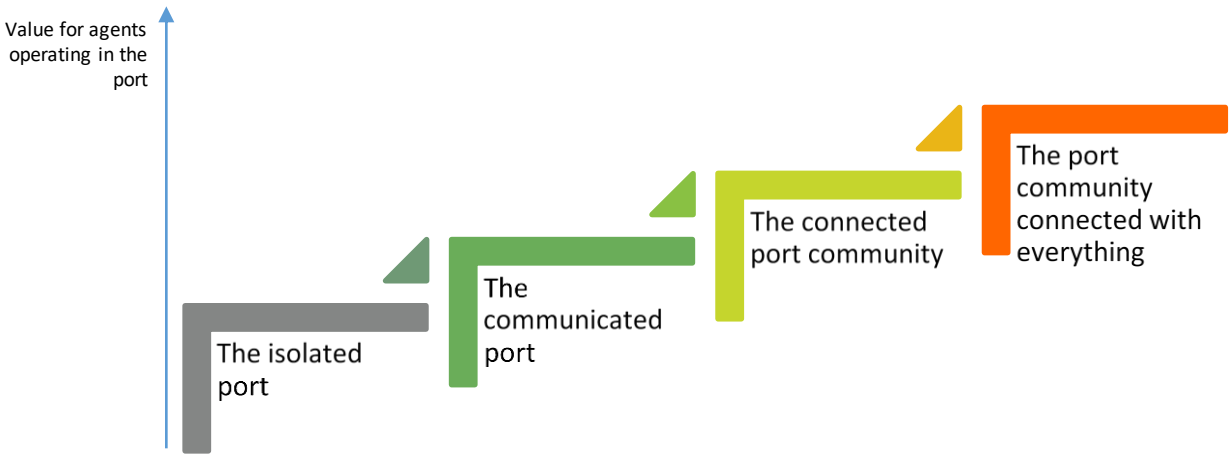 Value for agents
operating in the
port
The isolated
port
The
communicated
port
The connected
port community
The port
community
connected with
everything